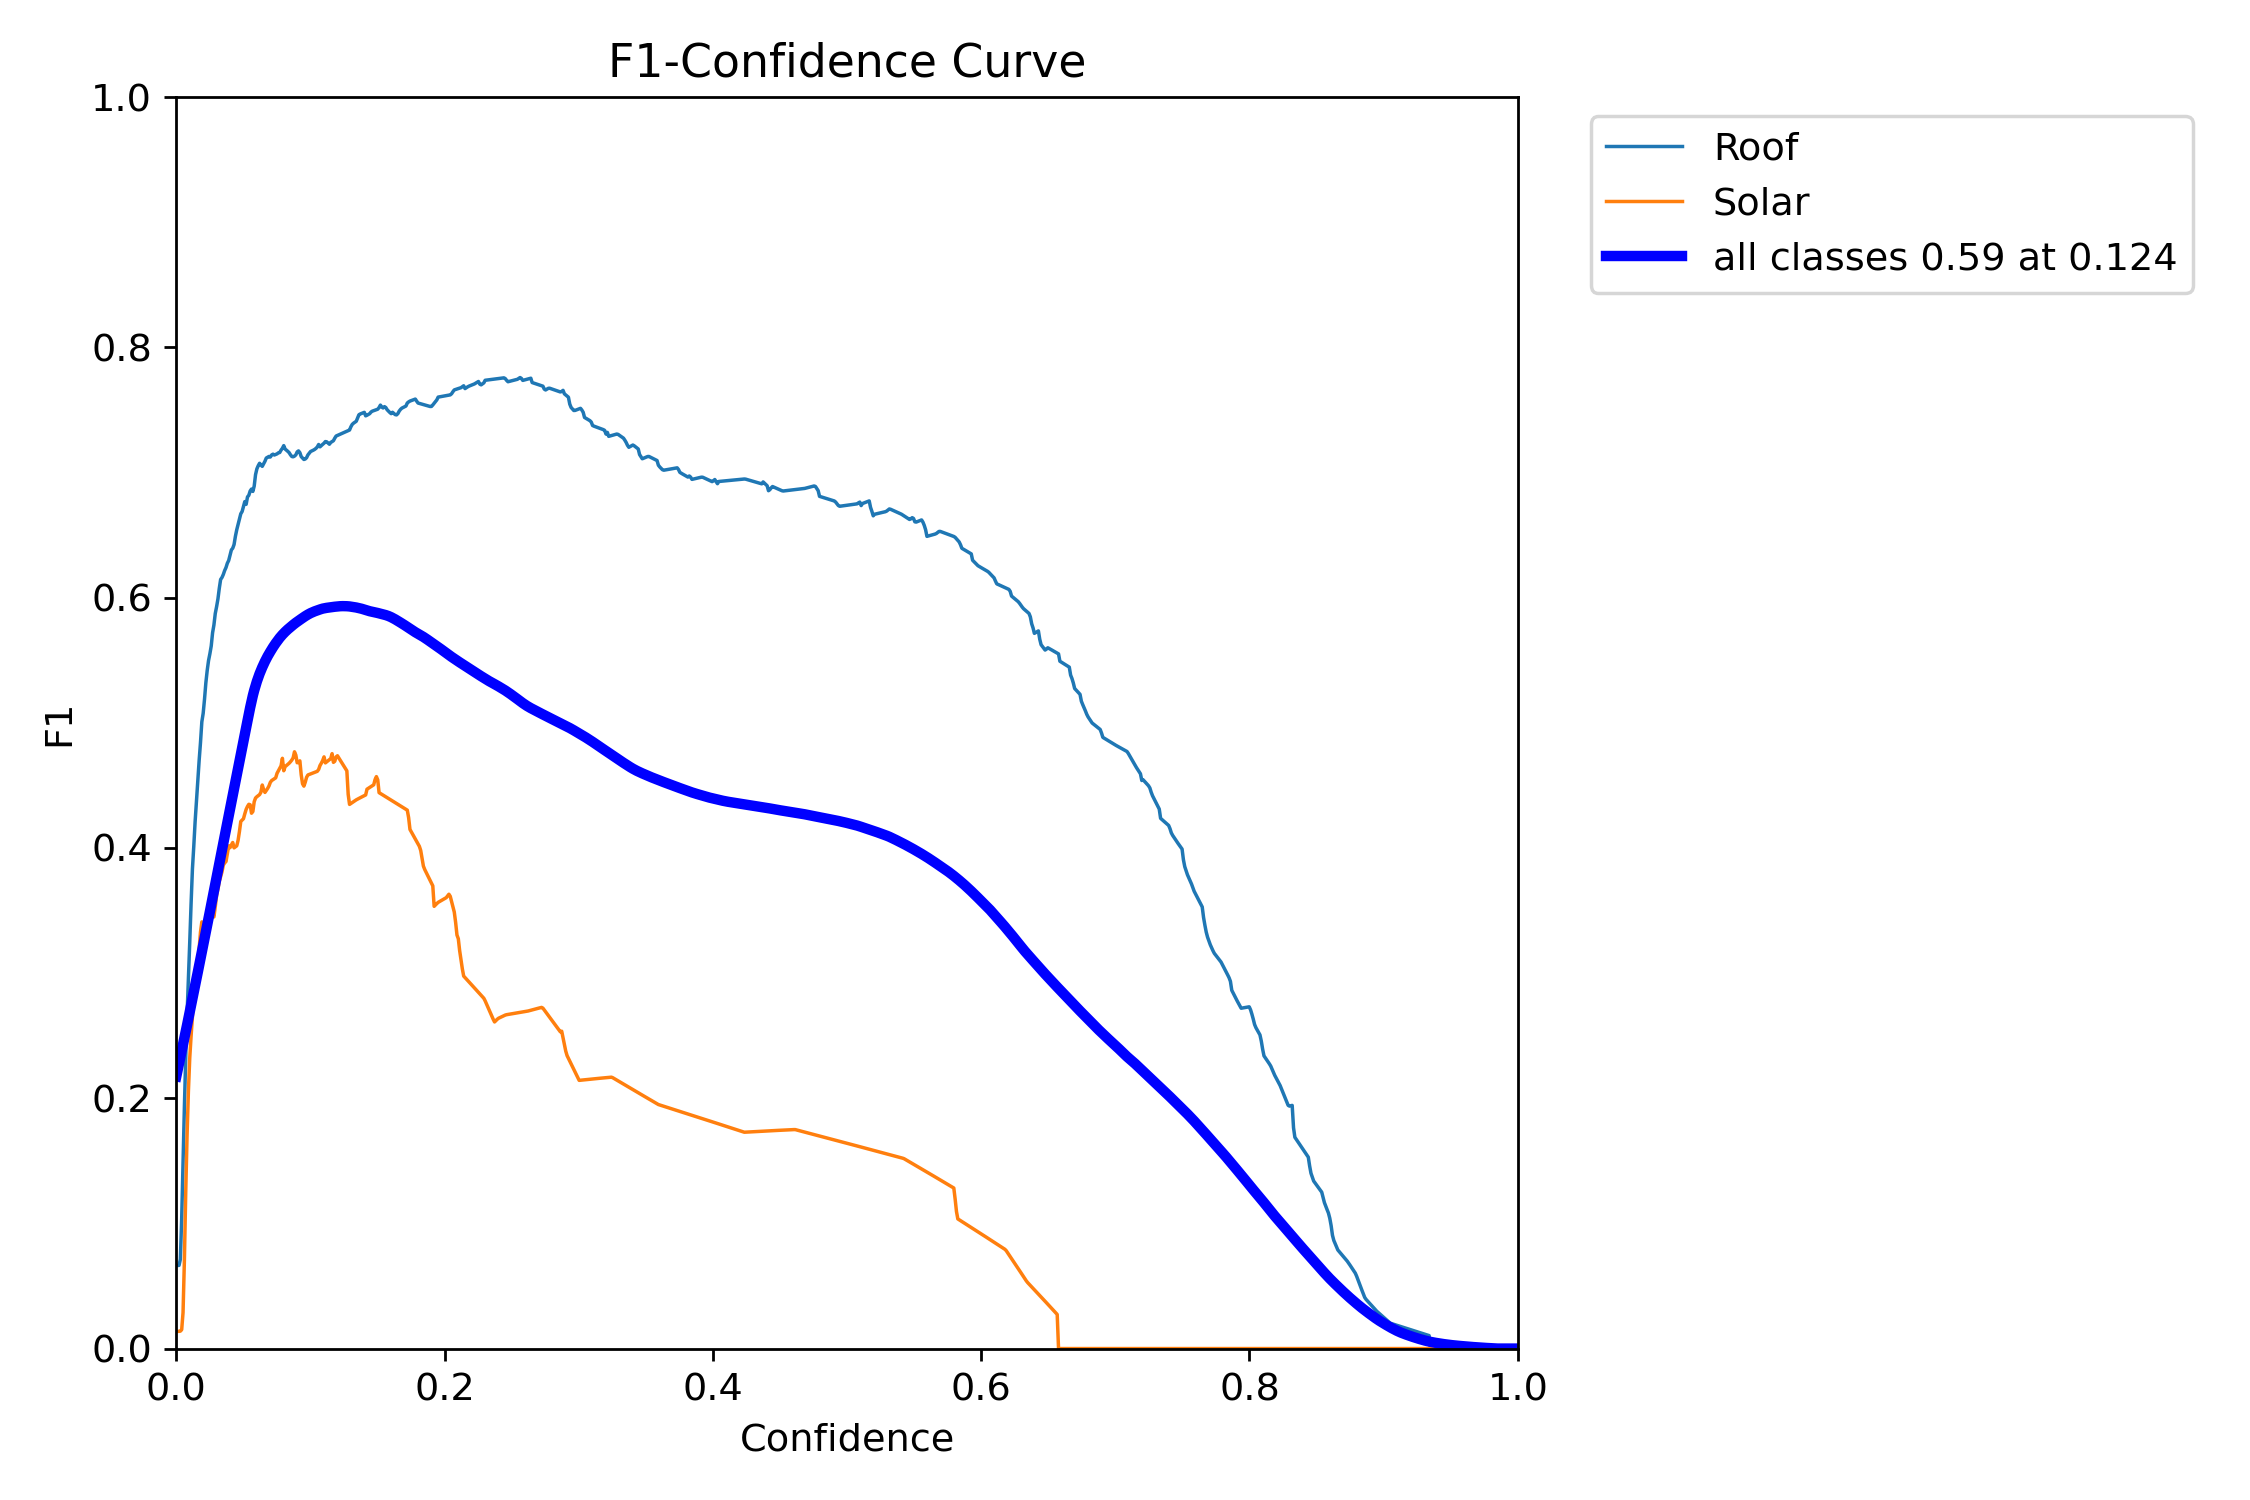 F1-Confidence Curve
1.0
0.8
0.6
0.4
0.2
0.0
F1
0.0 0.2 0.4 0.6 0.8 1.0
Confidence
Roof
Solar
all classes 0.59 at 0.124